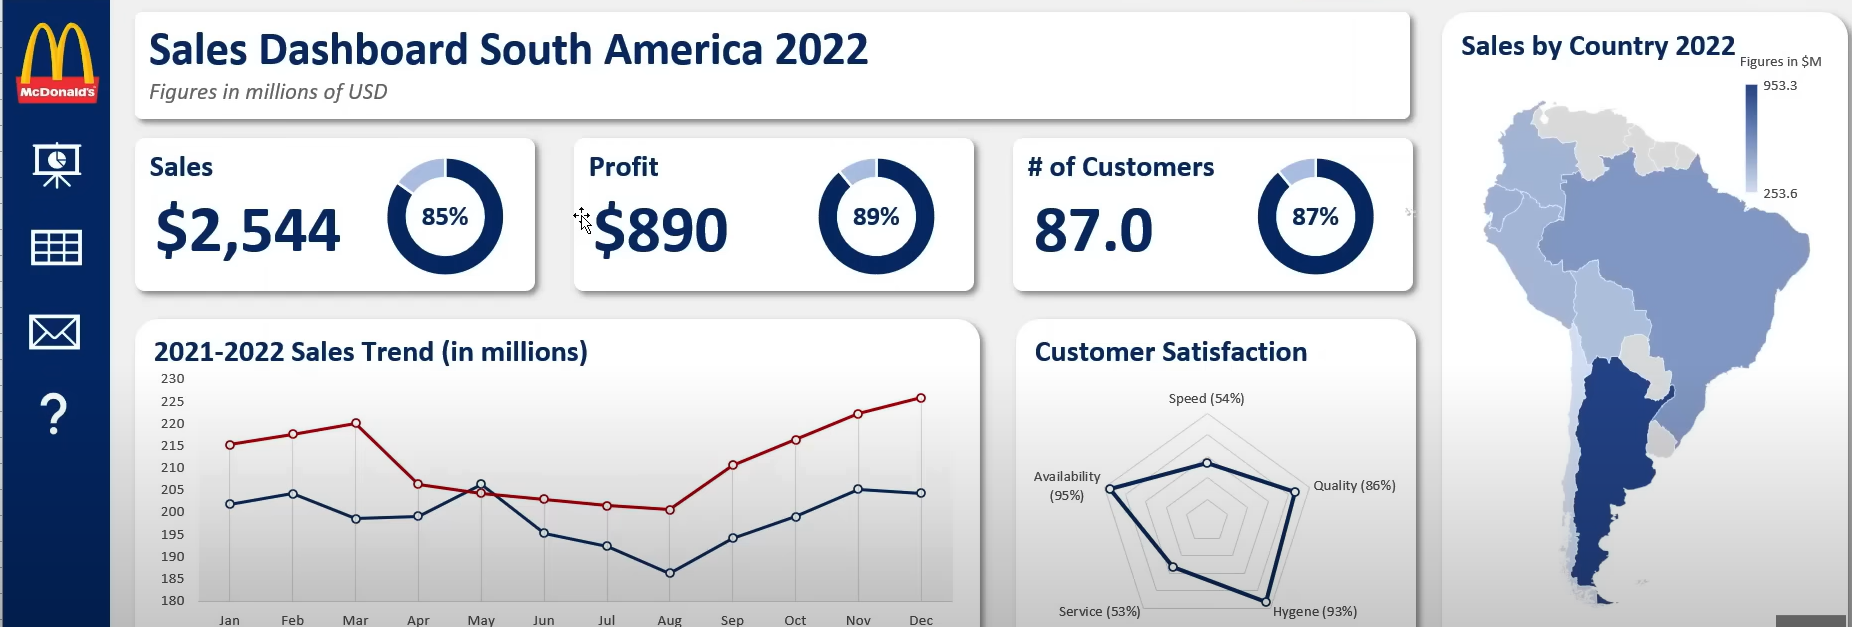 McDonald's
Sales Dashboard South America 2022
Figures in millions of USD
Sales
$2,544
85%
Profit
$890
89%
# of Customers
87.0
87%
2021-2022 Sales Trend (in millions)
230
225
220
215
210
205
200
195
190
185
180
Jan Feb Mar Apr May Jun Jul Aug Sep Oct Nov Dec
Customer Satisfaction
Speed (54%)
Availability
(95%)
Quality (86%)
Service (53%)
Hygene (93%)
Sales by Country 2022
Figures in $M
953.3
253.6
?